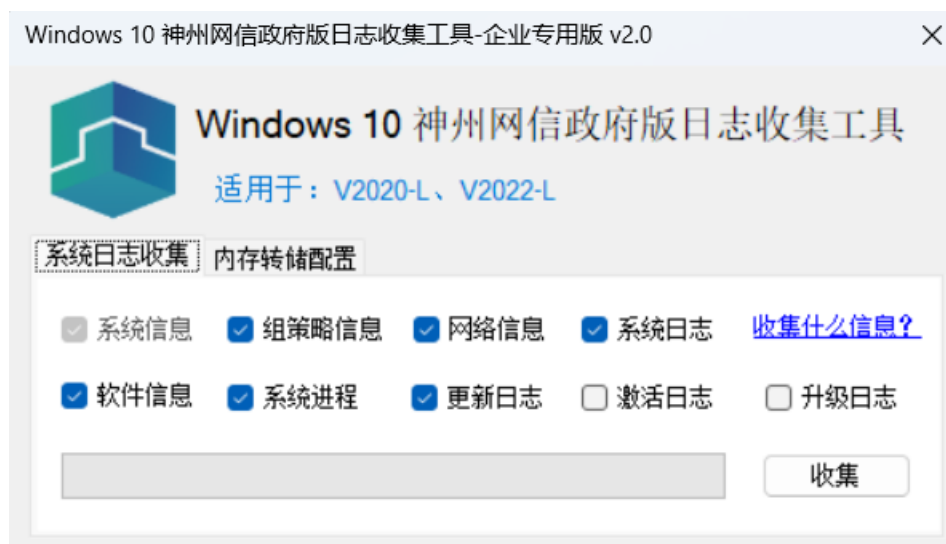 Windows 10 神州网信政府版日志收集工具-企业专用版 v2.0
Windows 10 神州网信政府版日志收集工具
适用于：V2020-L、V2022-L
系统日志收集 内存转储配置
系统信息 组策略信息 网络信息 系统日志 收集什么信息？
软件信息 系统进程 更新日志 激活日志 升级日志
收集